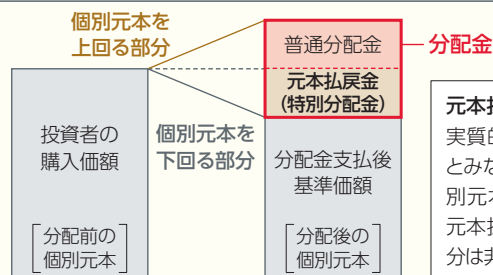 個別元本を
上回る部分
普通分配金
分配金
元本払戻金
(特別分配金)
投資者の
購入価額
個別元本を
下回る部分
分配金支払後
基準価額
分配前の
個別元本
分配後の
個別元本
元本払
実質的
とみな
別元本
元本払
分は非